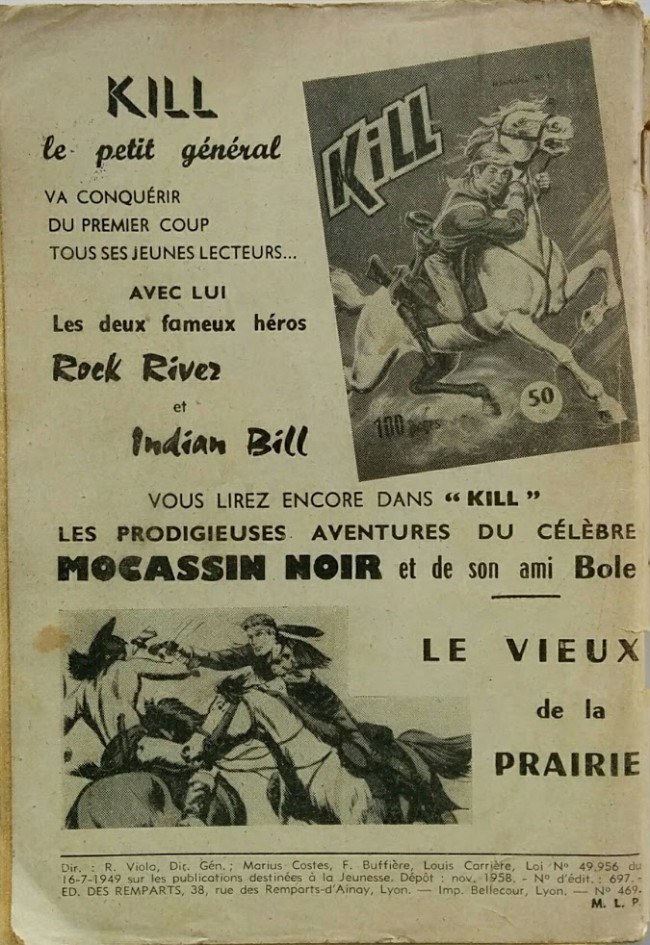 KILL
le petit général
VA CONQUÉRIR
DU PREMIER COUP
TOUS SES JEUNES LECTEURS...
AVEC LUI
Les deux fameux héros
Rock River
et
Indian Bill
KiLL
50
100 pages
VOUS LIREZ ENCORE DANS “ KILL ”
LES PRODIGIEUSES AVENTURES DU CÉLÈBRE
MOCASSIN NOIR et de son ami Bole
LE VIEUX
de la
PRAIRIE
Dir. : R. Viola, Dir. Gén. ; Marius Costes, F. Buffière, Louis Carrière, Loi N° 49,956 du
16-7-1949 sur les publications destinées à la Jeunesse. Dépôt : nov. 1958. - N° d'édit. : 697. -
ED. DES REMPARTS, 38, rue des Remparts-d'Ainay, Lyon. — Imp. Bellecour, Lyon. — N° 469.
M. L. P.